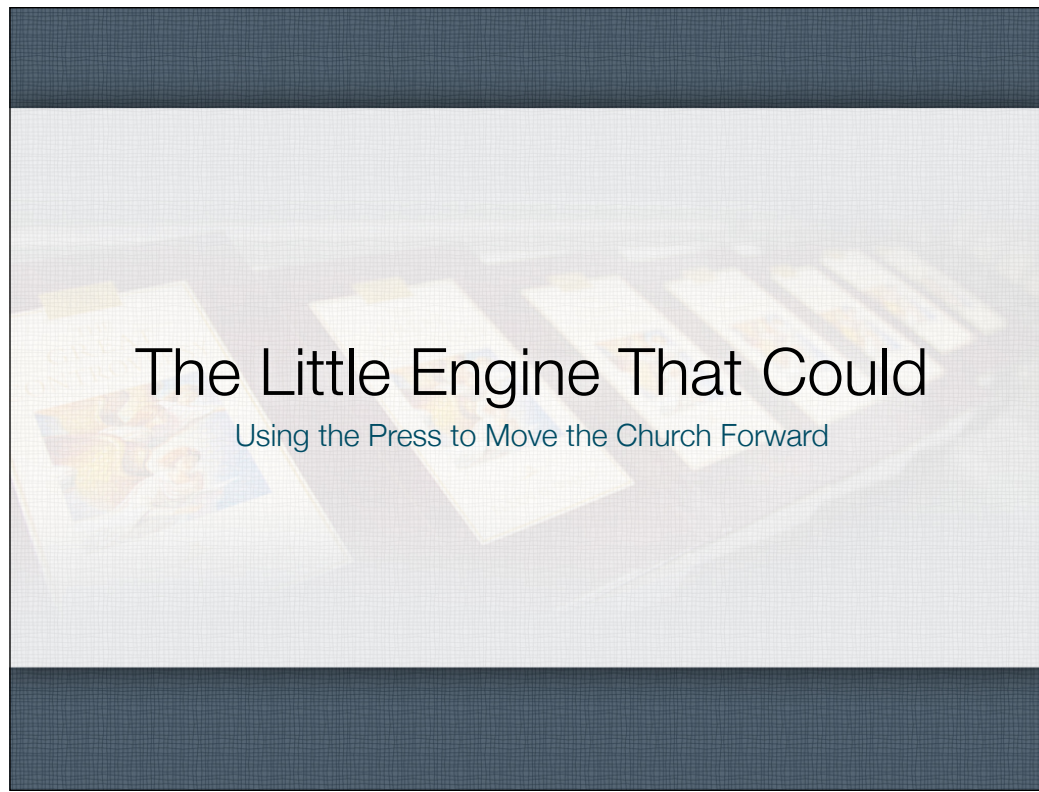 The Little Engine That Could
Using the Press to Move the Church Forward